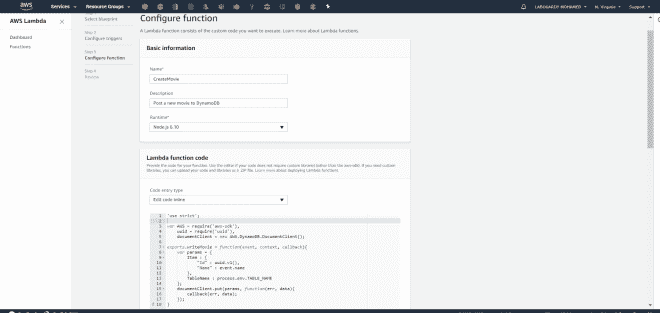 aws
Services
Resource Groups
LABOUARDY MOHAMED
N. Virginia
Support
AWS Lambda
Dashboard
Functions
Select blueprint
Step 2
Configure triggers
Step 3
Configure function
Step 4
Review
Configure function
A Lambda function consists of the custom code you want to execute. Learn more about Lambda functions.
Basic information
Name*
CreateMovie
Description
Post a new movie to DynamoDB
Runtime*
Node.js 6.10
Lambda function code
Provide the code for your function. Use the editor if your code does not require custom libraries (other than the aws-sdk). If you need custom
libraries, you can upload your code and libraries as a .ZIP file. Learn more about deploying Lambda functions.
Code entry type
Edit code inline
1 'use strict';
2
3 var AWS = require('aws-sdk'),
4 uuid = require('uuid'),
5 documentClient = new AWS.DynamoDB.DocumentClient();
6
7 exports.writeMovie = function(event, context, callback){
8 var params = {
9 Item : {
10 "Id" : uuid.v1(),
11 "Name" : event.name
12 },
13 TableName : process.env.TABLE_NAME
14 };
15 documentClient.put(params, function(err, data){
16 callback(err, data);
17 });
18 }